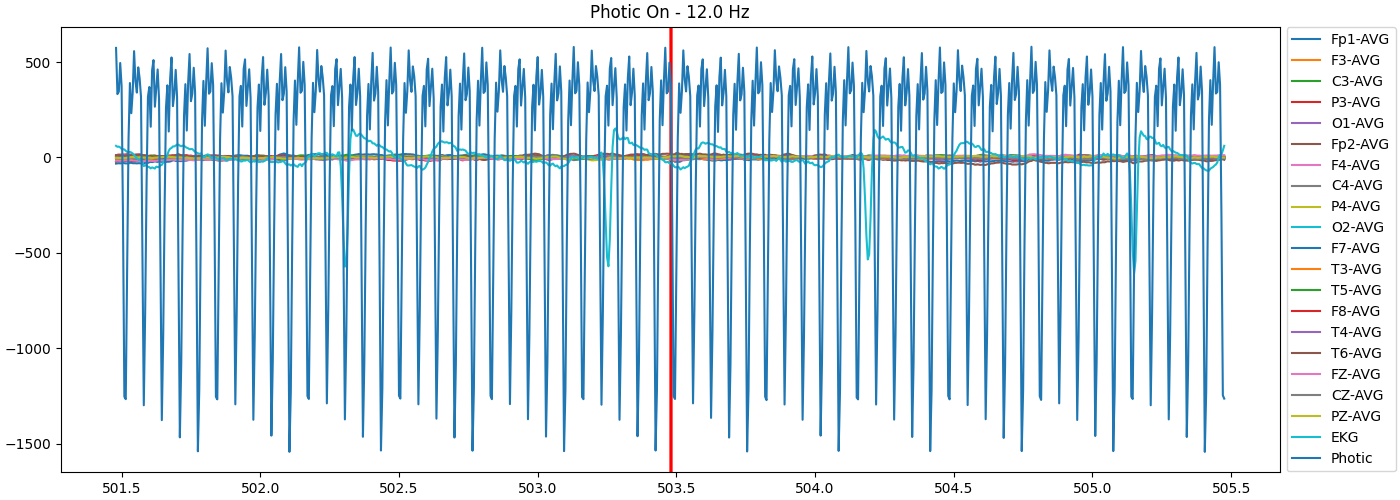 Photic On - 12.0 Hz
500
0
−500
−1000
−1500
501.5 502.0 502.5 503.0 503.5 504.0 504.5 505.0 505.5
Fp1-AVG
F3-AVG
C3-AVG
P3-AVG
O1-AVG
Fp2-AVG
F4-AVG
C4-AVG
P4-AVG
O2-AVG
F7-AVG
T3-AVG
T5-AVG
F8-AVG
T4-AVG
T6-AVG
FZ-AVG
CZ-AVG
PZ-AVG
EKG
Photic